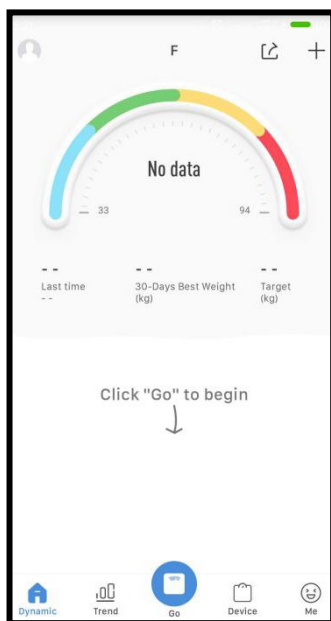 F
No data
33
94
-- -- --
Last time 30-Days Best Weight Target
-- (kg) (kg)
Click "Go" to begin
Dynamic Trend Go Device Me